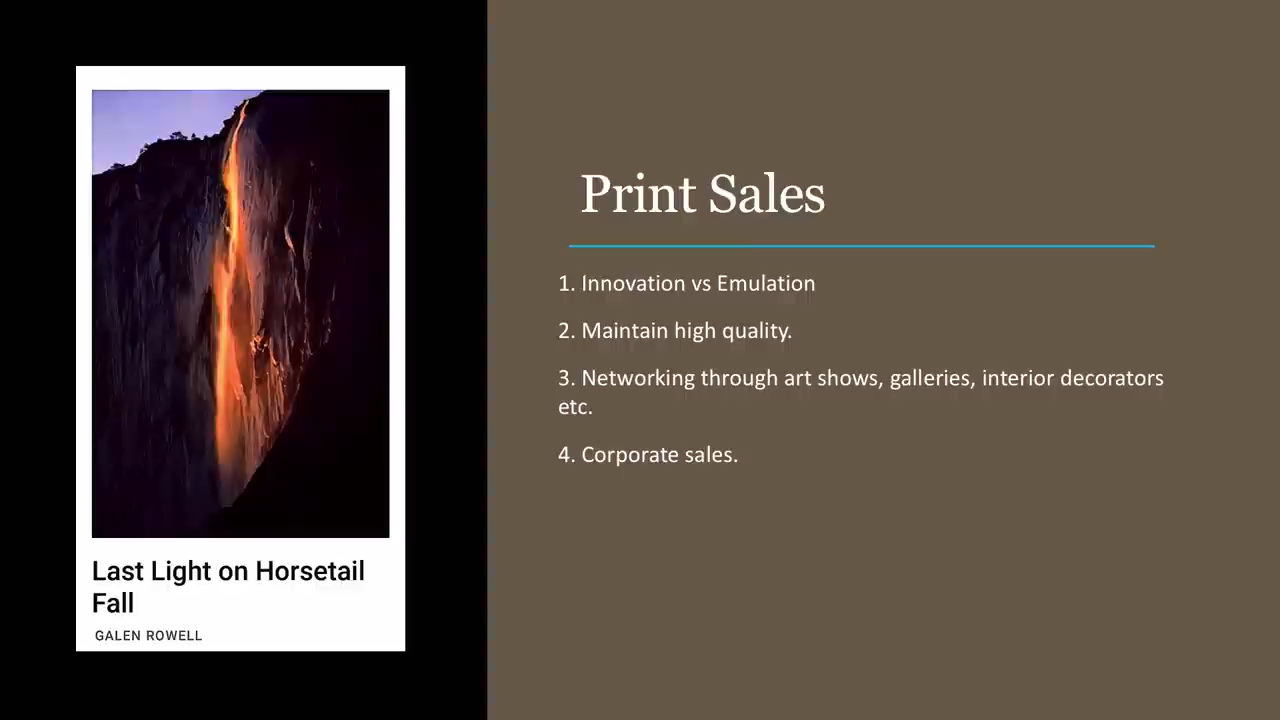 Last Light on Horsetail
Fall
GALEN ROWELL
Print Sales
1. Innovation vs Emulation
2. Maintain high quality.
3. Networking through art shows, galleries, interior decorators
etc.
4. Corporate sales.